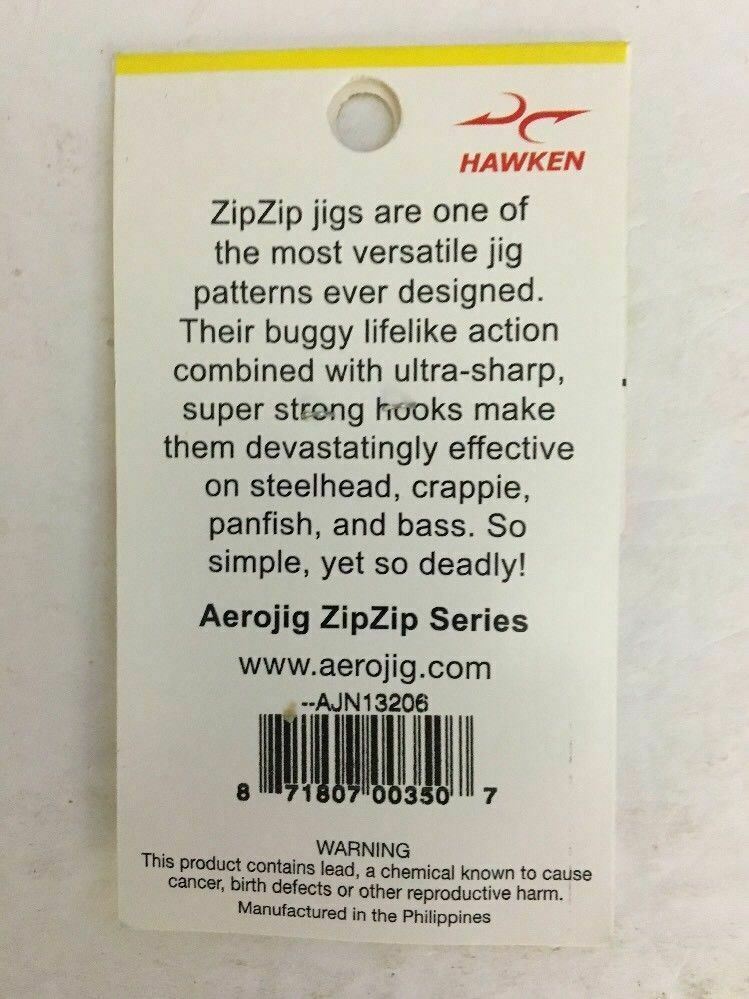 HAWKEN
ZipZip jigs are one of
the most versatile jig
patterns ever designed.
Their buggy lifelike action
combined with ultra-sharp,
super strong hooks make
them devastatingly effective
on steelhead, crappie,
panfish, and bass. So
simple, yet so deadly!
Aerojig ZipZip Series
www.aerojig.com
--AJN13206
8 71807 00350 7
WARNING
This product contains lead, a chemical known to cause
cancer, birth defects or other reproductive harm.
Manufactured in the Philippines